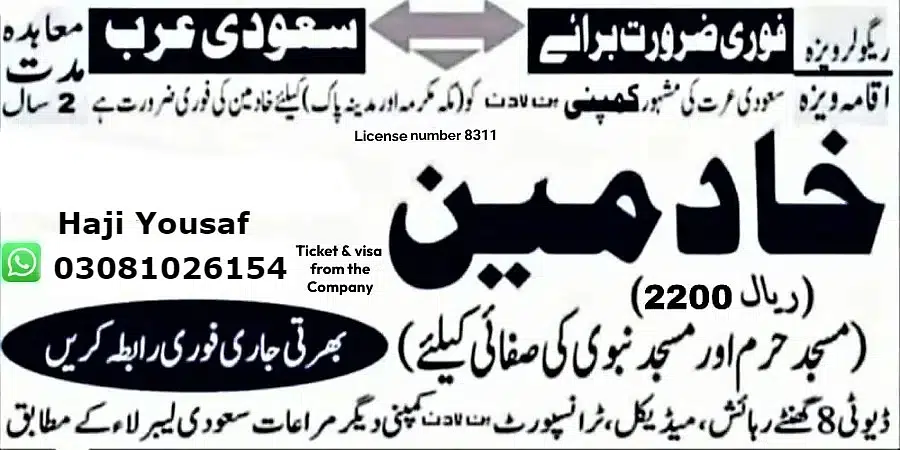 ریگولر ویزہ
فوری ضرورت برائے
سعودی عرب
معاہدہ
مدت
اقامہ ویزہ
سعودی عرت کی مشہور کمپنی بن لادن کو (مکہ مکرمہ اور مدینہ پاک) کیلئے خادمین کی فوری ضرورت ہے
2 سال
License number 8311
خادمین
Haji Yousaf
03081026154
Ticket & visa
from the
Company
(2200 ریال)
(مسجد حرم اور مسجد نبوی کی صفائی کیلئے)
بھرتی جاری فوری رابطہ کریں
ڈیوٹی 8 گھنٹے رہائش، میڈیکل، ٹرانسپورٹ بن لادن کمپنی دیگر مراعات سعودی لیبر لاء کے مطابق